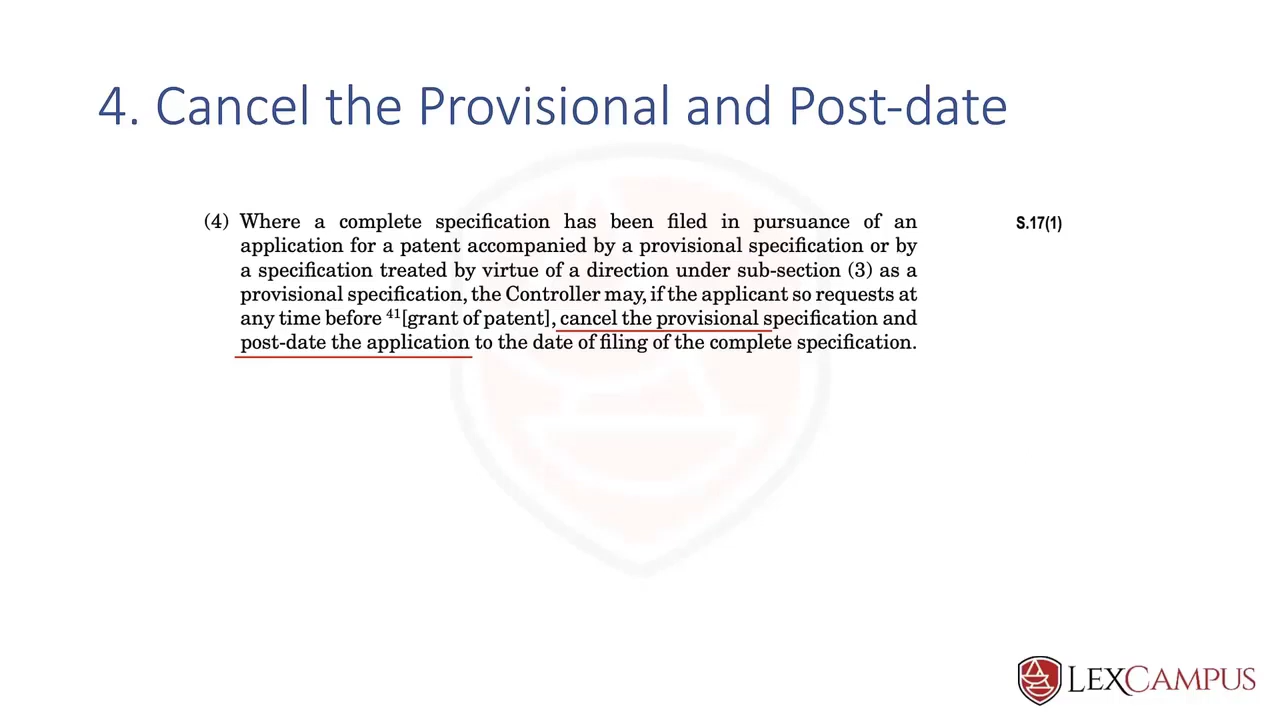 4. Cancel the Provisional and Post-date
(4) Where a complete specification has been filed in pursuance of an
S.17(1)
application for a patent accompanied by a provisional specification or by
a specification treated by virtue of a direction under sub-section (3) as a
provisional specification, the Controller may, if the applicant so requests at
any time before 41[grant of patent], cancel the provisional specification and
post-date the application to the date of filing of the complete specification.
LEXCAMPUS